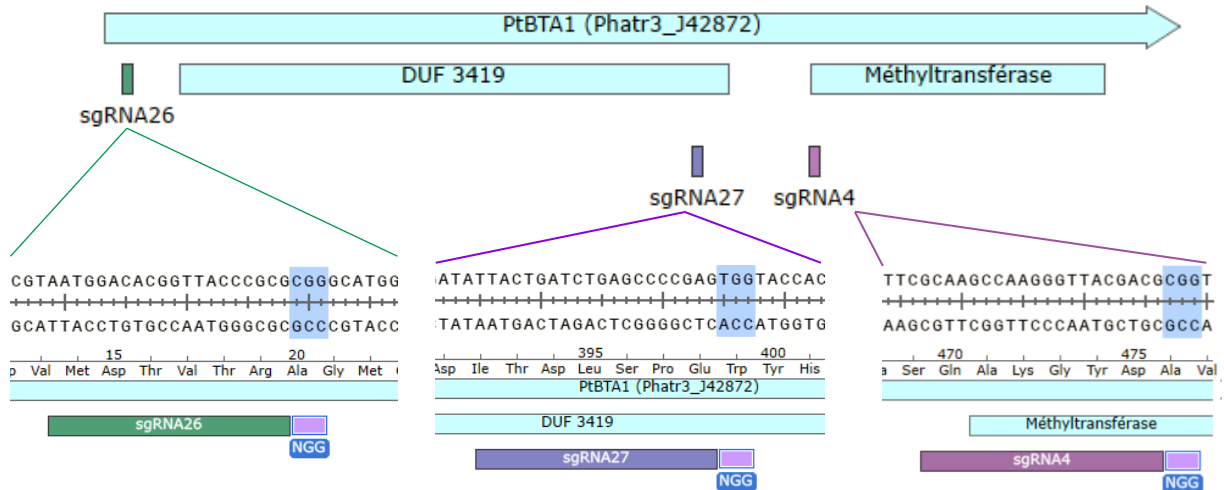 PtBTA1 (Phatr3_J42872)
DUF 3419
Méthyltransférase
sgRNA26
sgRNA27
sgRNA4
CGTAATGGACACGGTTACCCGCGCGGGCATGG
GCATTACCTGTGCCAATGGGCGCGCCCGTACC
15 20
Val Met Asp Thr Val Thr Arg Ala Gly Met
sgRNA26
NGG
ATATTACTGATCTGAGCCCCGAGTGGTACCAC
TATAATGACTAGACTCGGGGCTCACCATGGTG
395 400
Asp Ile Thr Asp Leu Ser Pro Glu Trp Tyr His
PtBTA1 (Phatr3_J42872)
DUF 3419
sgRNA27
NGG
TTCGCAAGCCAAGGGTTACGACGCGGT
AAGCGTTCGGTTCCCAATGCTGCGCCA
470 475
Ser Gln Ala Lys Gly Tyr Asp Ala Val
Méthyltransférase
sgRNA4
NGG